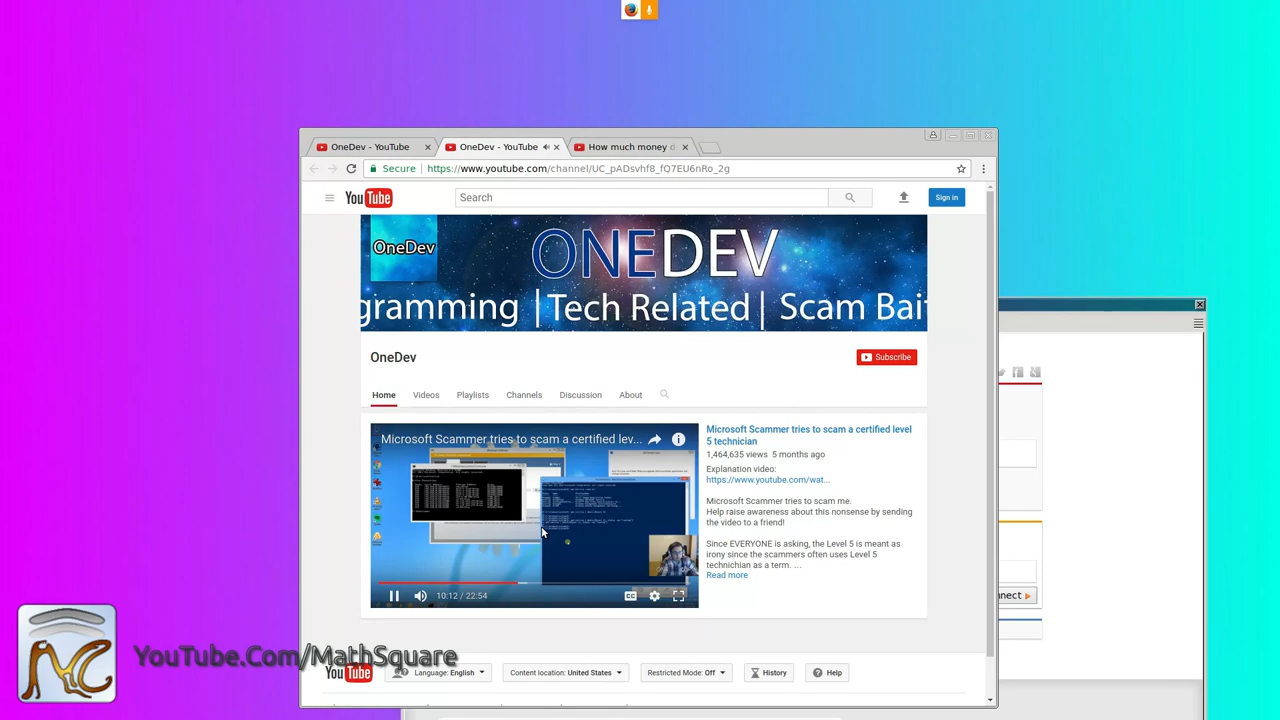 OneDev - YouTube
OneDev - YouTube
How much money d
Secure
https://www.youtube.com/channel/UC_pADsvhf8_fQ7EU6nRo_2g
YouTube
Search
Sign in
OneDev
ONEDEV
gramming | Tech Related | Scam Bait
OneDev
Subscribe
Home
Videos
Playlists
Channels
Discussion
About
Microsoft Scammer tries to scam a certified lev...
10:12 / 22:54
CC
Microsoft Scammer tries to scam a certified level
5 technician
1,464,635 views 5 months ago
Explanation video:
https://www.youtube.com/wat...
Microsoft Scammer tries to scam me.
Help raise awareness about this nonsense by sending
the video to a friend!
Since EVERYONE is asking, the Level 5 is meant as
irony since the scammers often uses Level 5
technichian as a term. ...
Read more
nnect
YouTube.Com/MathSquare
YouTube
Language: English
Content location: United States
Restricted Mode: Off
History
Help